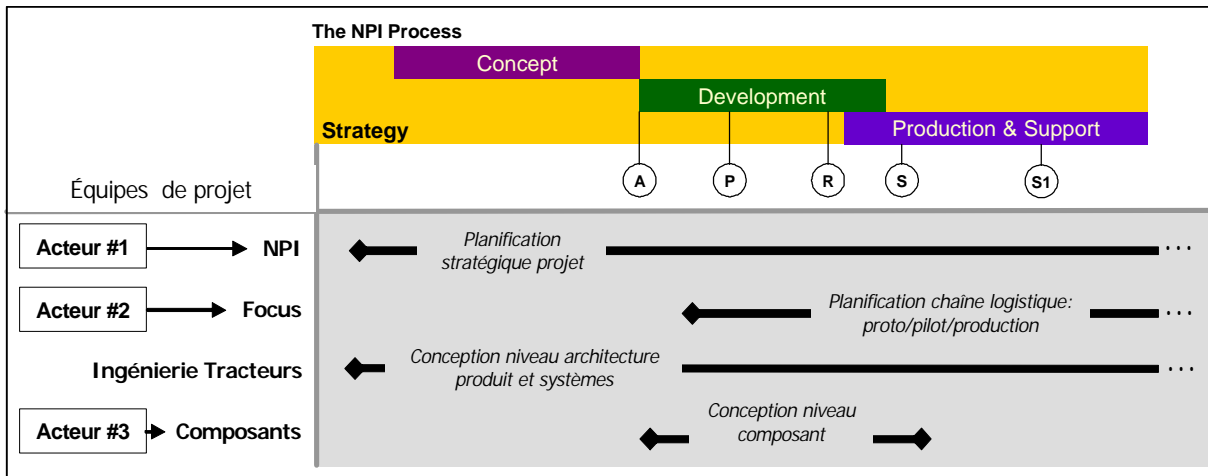 The NPI Process
Concept
Development
Strategy
Production & Support
A P R S S1
Équipes de projet
Acteur #1 NPI
Planification
stratégique projet
...
Acteur #2 Focus
Planification chaîne logistique:
proto/pilot/production
...
Ingénierie Tracteurs
Conception niveau architecture
produit et systèmes
...
Acteur #3 Composants
Conception niveau
composant